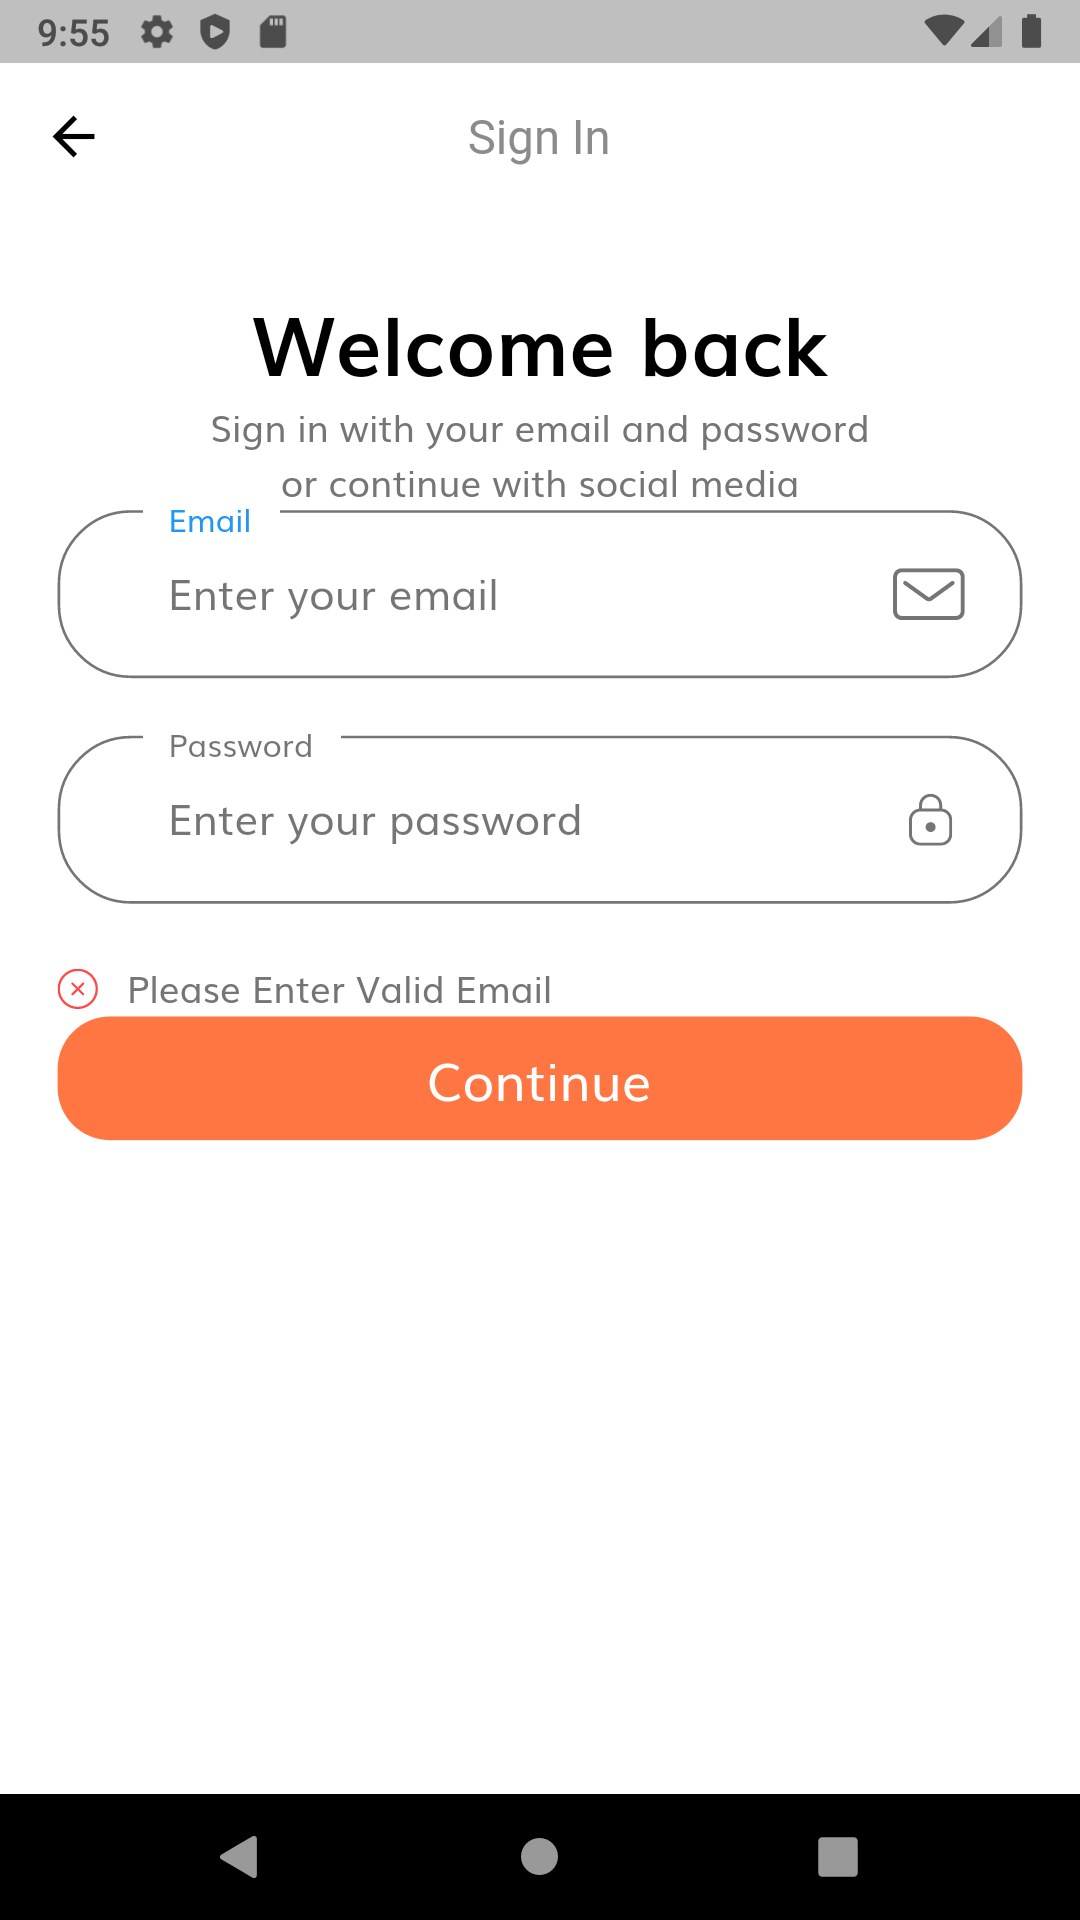 9:55
Sign In
Welcome back
Sign in with your email and password
or continue with social media
Email
Enter your email
Password
Enter your password
Please Enter Valid Email
Continue